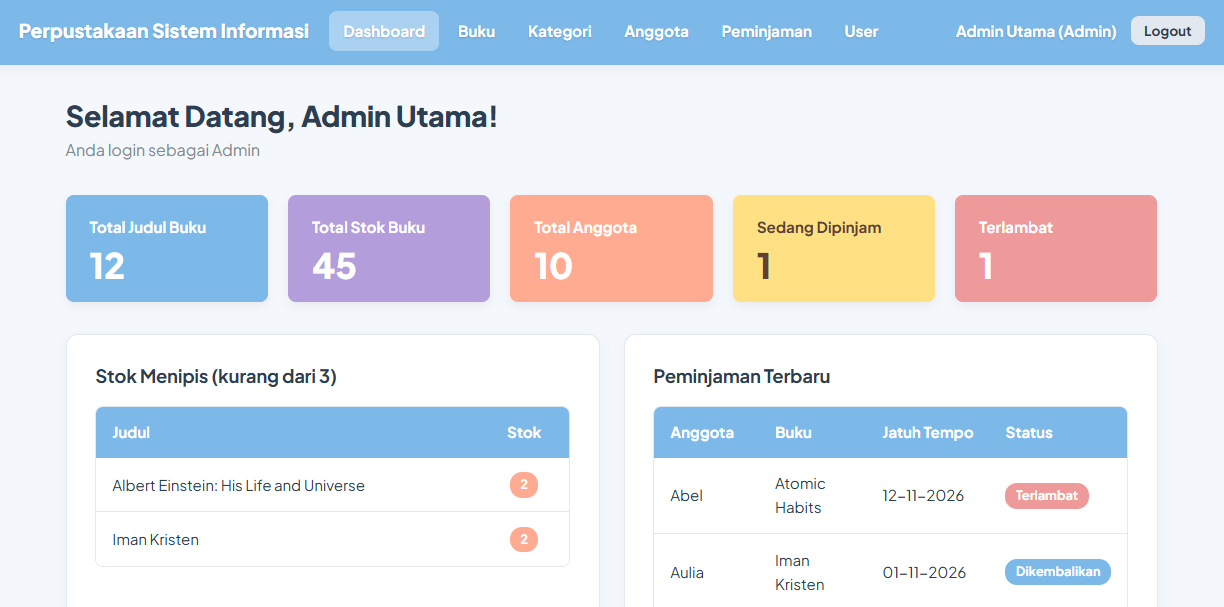 Perpustakaan Sistem Informasi Dashboard Buku Kategori Anggota Peminjaman User Admin Utama (Admin) Logout
Selamat Datang, Admin Utama!
Anda login sebagai Admin
Total Judul Buku
12
Total Stok Buku
45
Total Anggota
10
Sedang Dipinjam
1
Terlambat
1
Stok Menipis (kurang dari 3)
Judul Stok
Albert Einstein: His Life and Universe 2
Iman Kristen 2
Peminjaman Terbaru
Anggota Buku Jatuh Tempo Status
Abel Atomic Habits 12-11-2026 Terlambat
Aulia Iman Kristen 01-11-2026 Dikembalikan